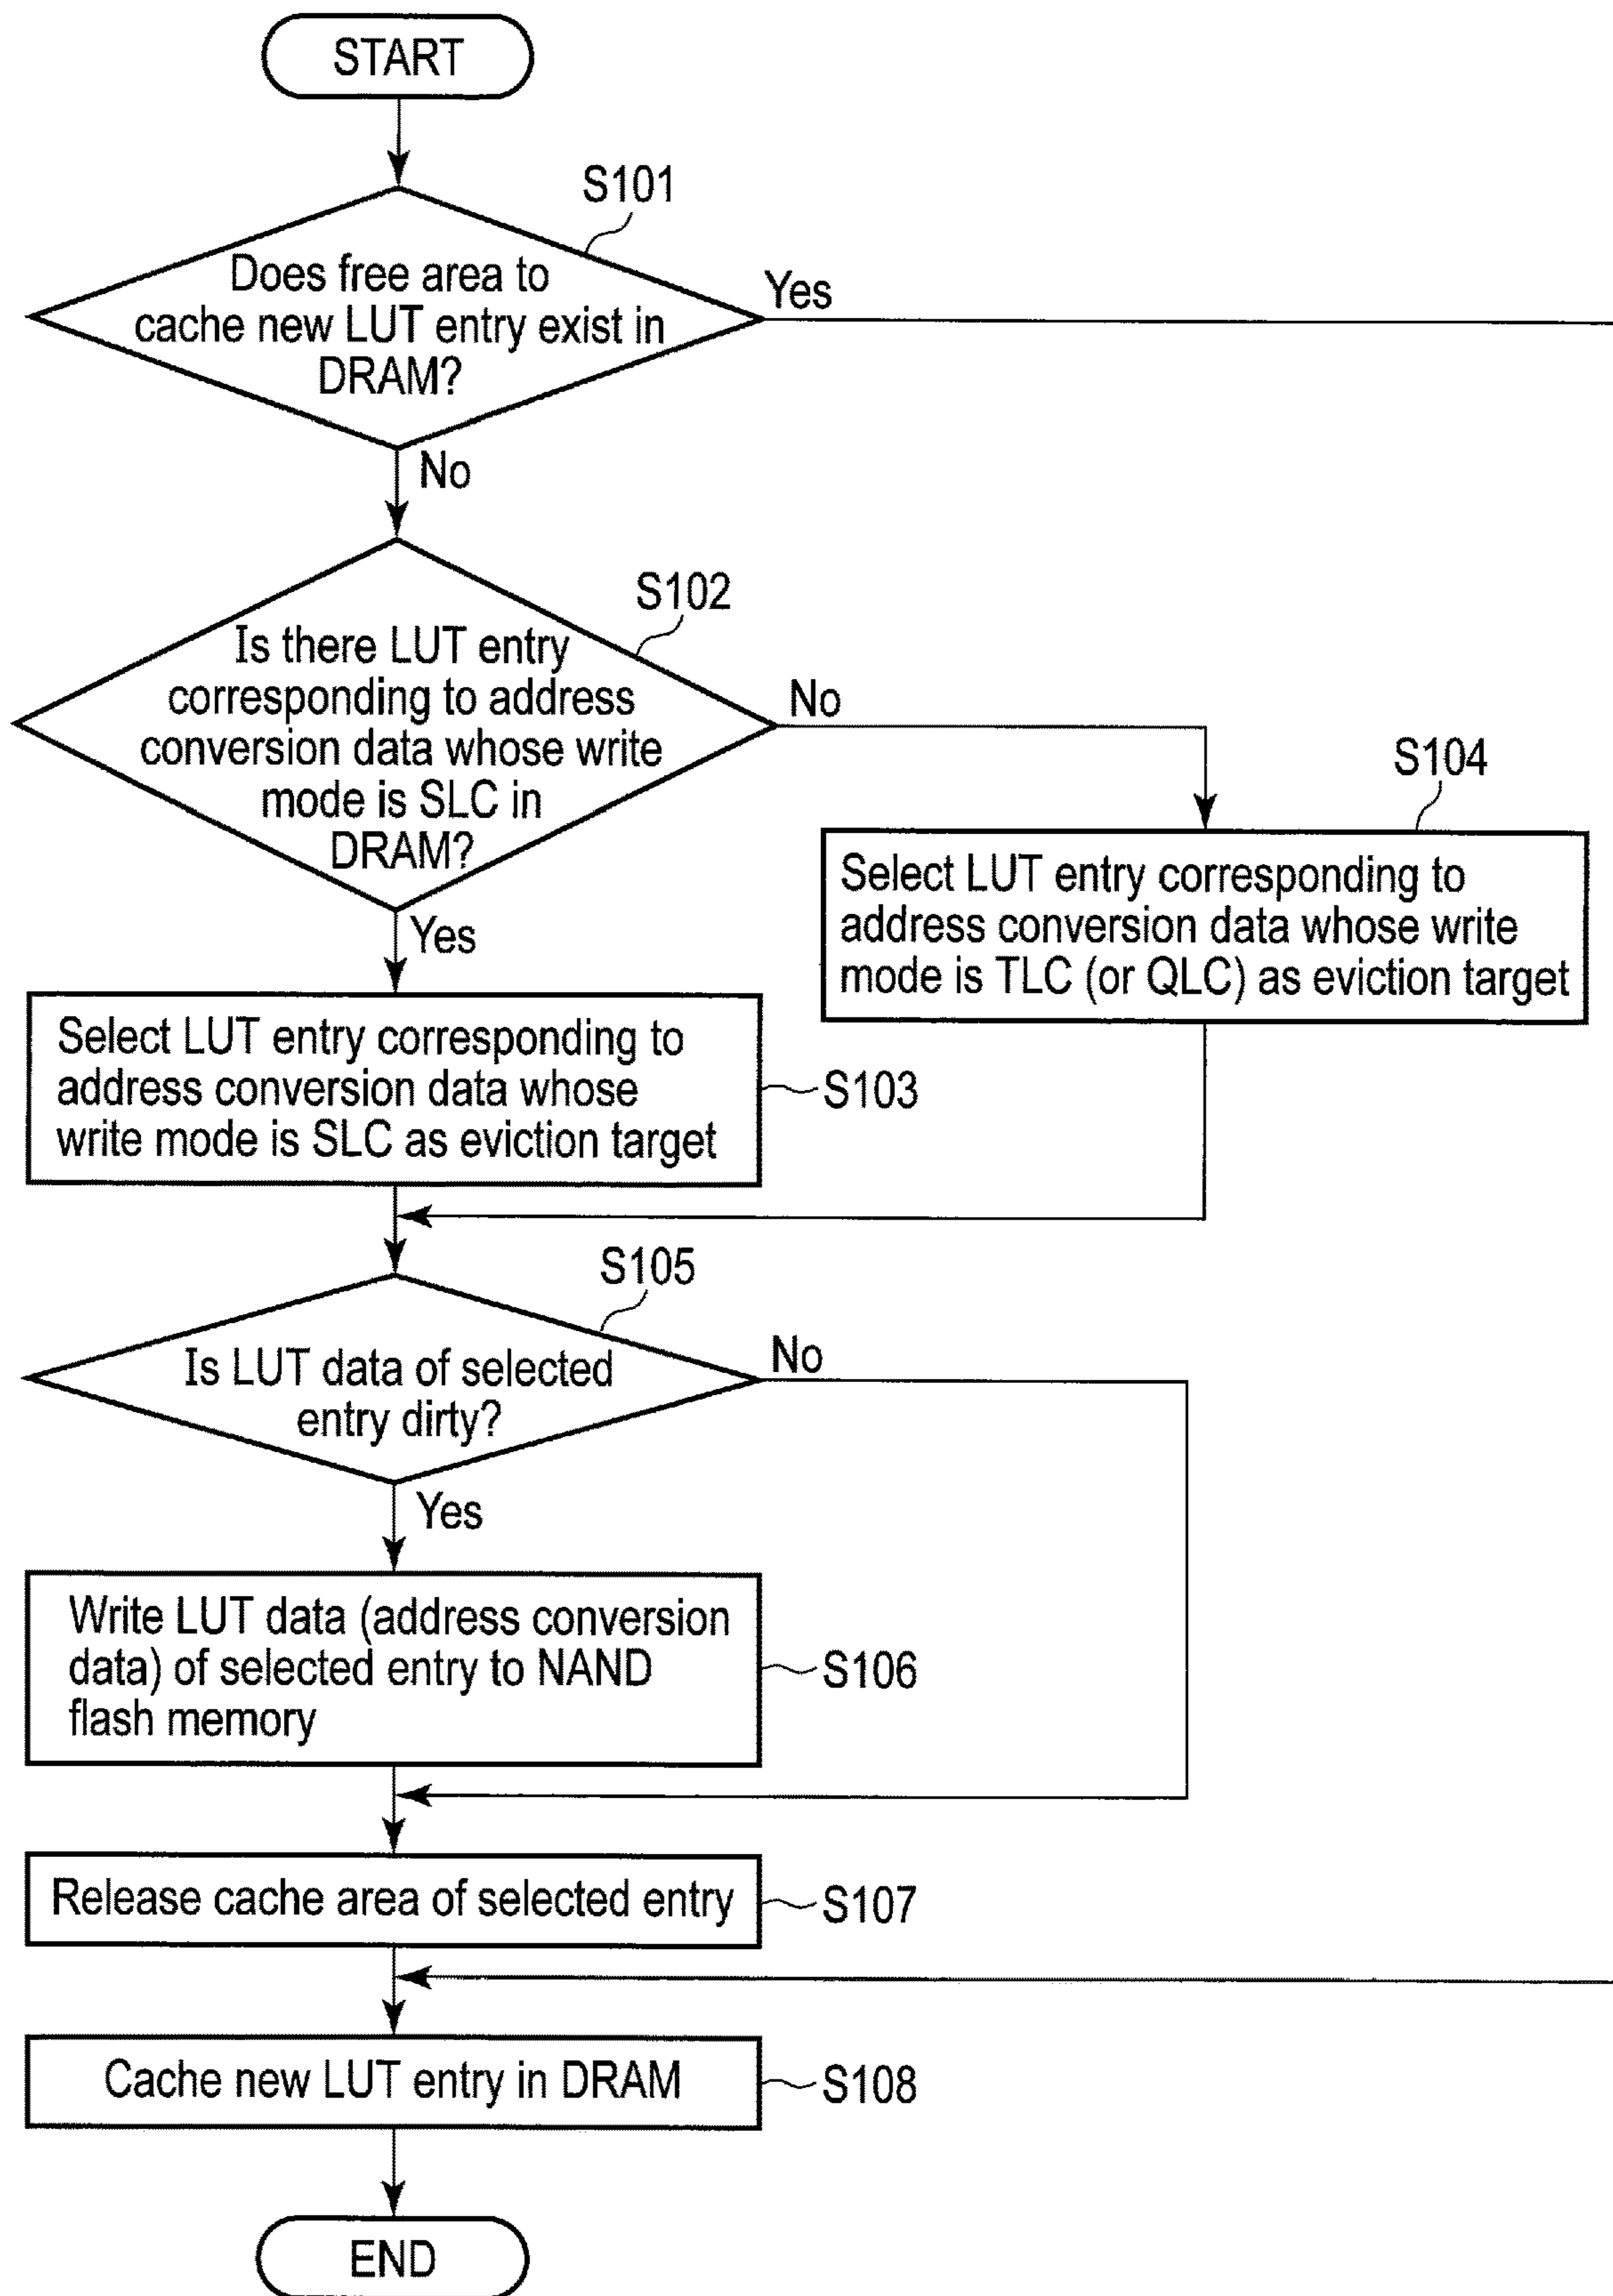 START
S101
Does free area to
cache new LUT entry exist in
DRAM?
Yes
No
S102
Is there LUT entry
corresponding to address
conversion data whose write
mode is SLC in
DRAM?
No
S104
Select LUT entry corresponding to
address conversion data whose write
mode is TLC (or QLC) as eviction target
Yes
Select LUT entry corresponding to
address conversion data whose
write mode is SLC as eviction target
S103
S105
Is LUT data of selected
entry dirty?
No
Yes
Write LUT data (address conversion
data) of selected entry to NAND
flash memory
S106
Release cache area of selected entry
S107
Cache new LUT entry in DRAM
S108
END